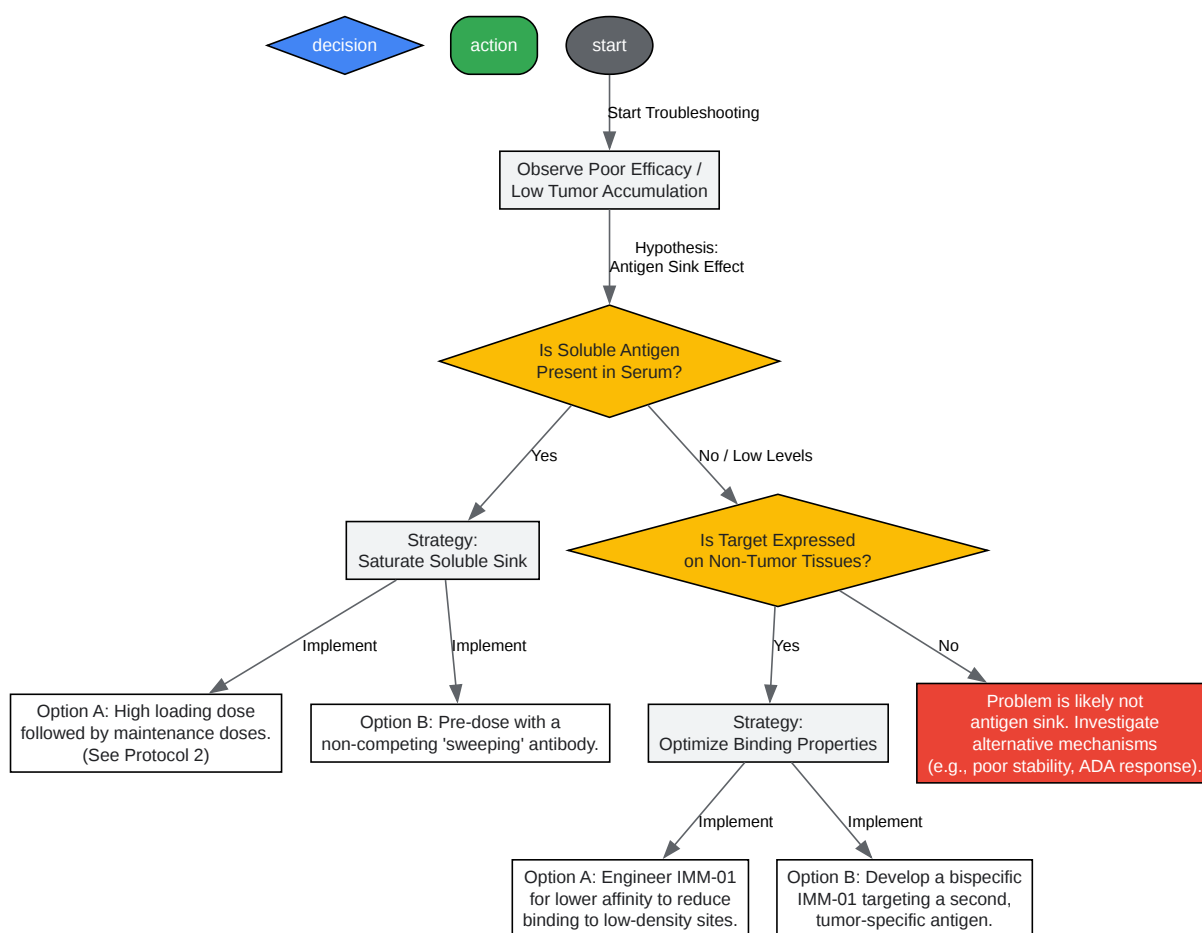 decision
action
start
Start Troubleshooting
Observe Poor Efficacy /
Low Tumor Accumulation
Hypothesis:
Antigen Sink Effect
Is Soluble Antigen
Present in Serum?
Yes
No / Low Levels
Strategy:
Saturate Soluble Sink
Is Target Expressed
on Non-Tumor Tissues?
Implement
Implement
Yes
No
Option A: High loading dose
followed by maintenance doses.
(See Protocol 2)
Option B: Pre-dose with a
non-competing 'sweeping' antibody.
Strategy:
Optimize Binding Properties
Problem is likely not
antigen sink. Investigate
alternative mechanisms
(e.g., poor stability, ADA response).
Implement
Implement
Option A: Engineer IMM-01
for lower affinity to reduce
binding to low-density sites.
Option B: Develop a bispecific
IMM-01 targeting a second,
tumor-specific antigen.